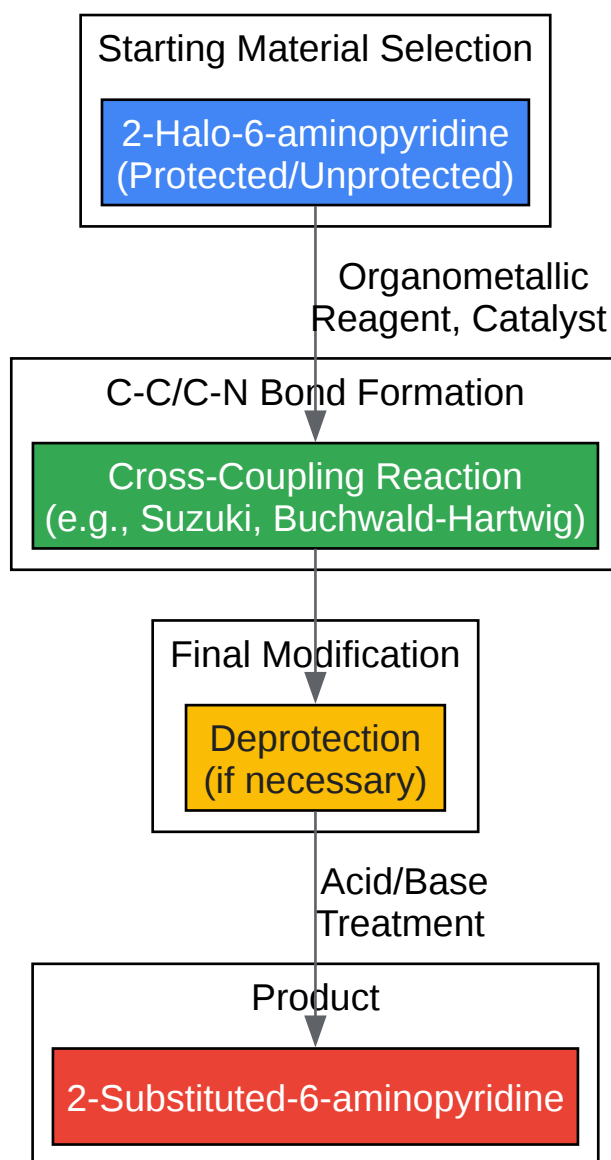 Starting Material Selection
2-Halo-6-aminopyridine
(Protected/Unprotected)
Organometallic
Reagent, Catalyst
C-C/C-N Bond Formation
Cross-Coupling Reaction
(e.g., Suzuki, Buchwald-Hartwig)
Final Modification
Deprotection
(if necessary)
Acid/Base
Treatment
Product
2-Substituted-6-aminopyridine